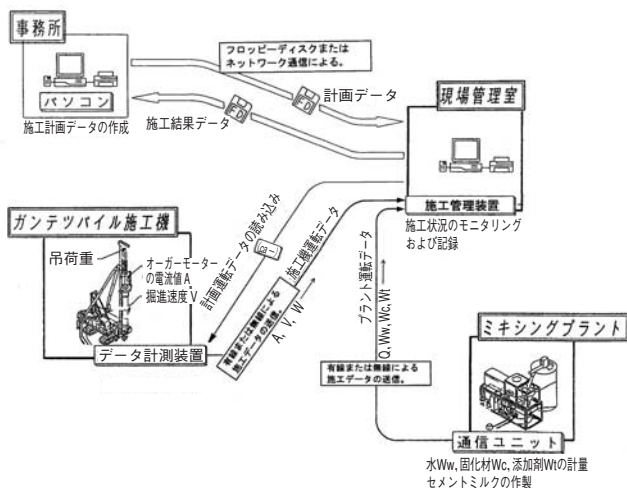 事務所
パソコン
施工計画データの作成
フロッピーディスクまたは
ネットワーク通信による。
計画データ
FD
FD
施工結果データ
現場管理室
施工管理装置
施工状況のモニタリング
および記録
ガンテツパイル施工機
吊荷重
オーガーモーター
の電流値A
掘進速度V
データ計測装置
計画運転データの読み込み
施工機運転データ
有線または無線による
施工データの送信。
A, V, W
プラント運転データ
Q, Ww, Wc, Wt
有線または無線による
施工データの送信。
ミキシングプラント
通信ユニット
水Ww, 固化材Wc, 添加剤Wtの計量
セメントミルクの作製